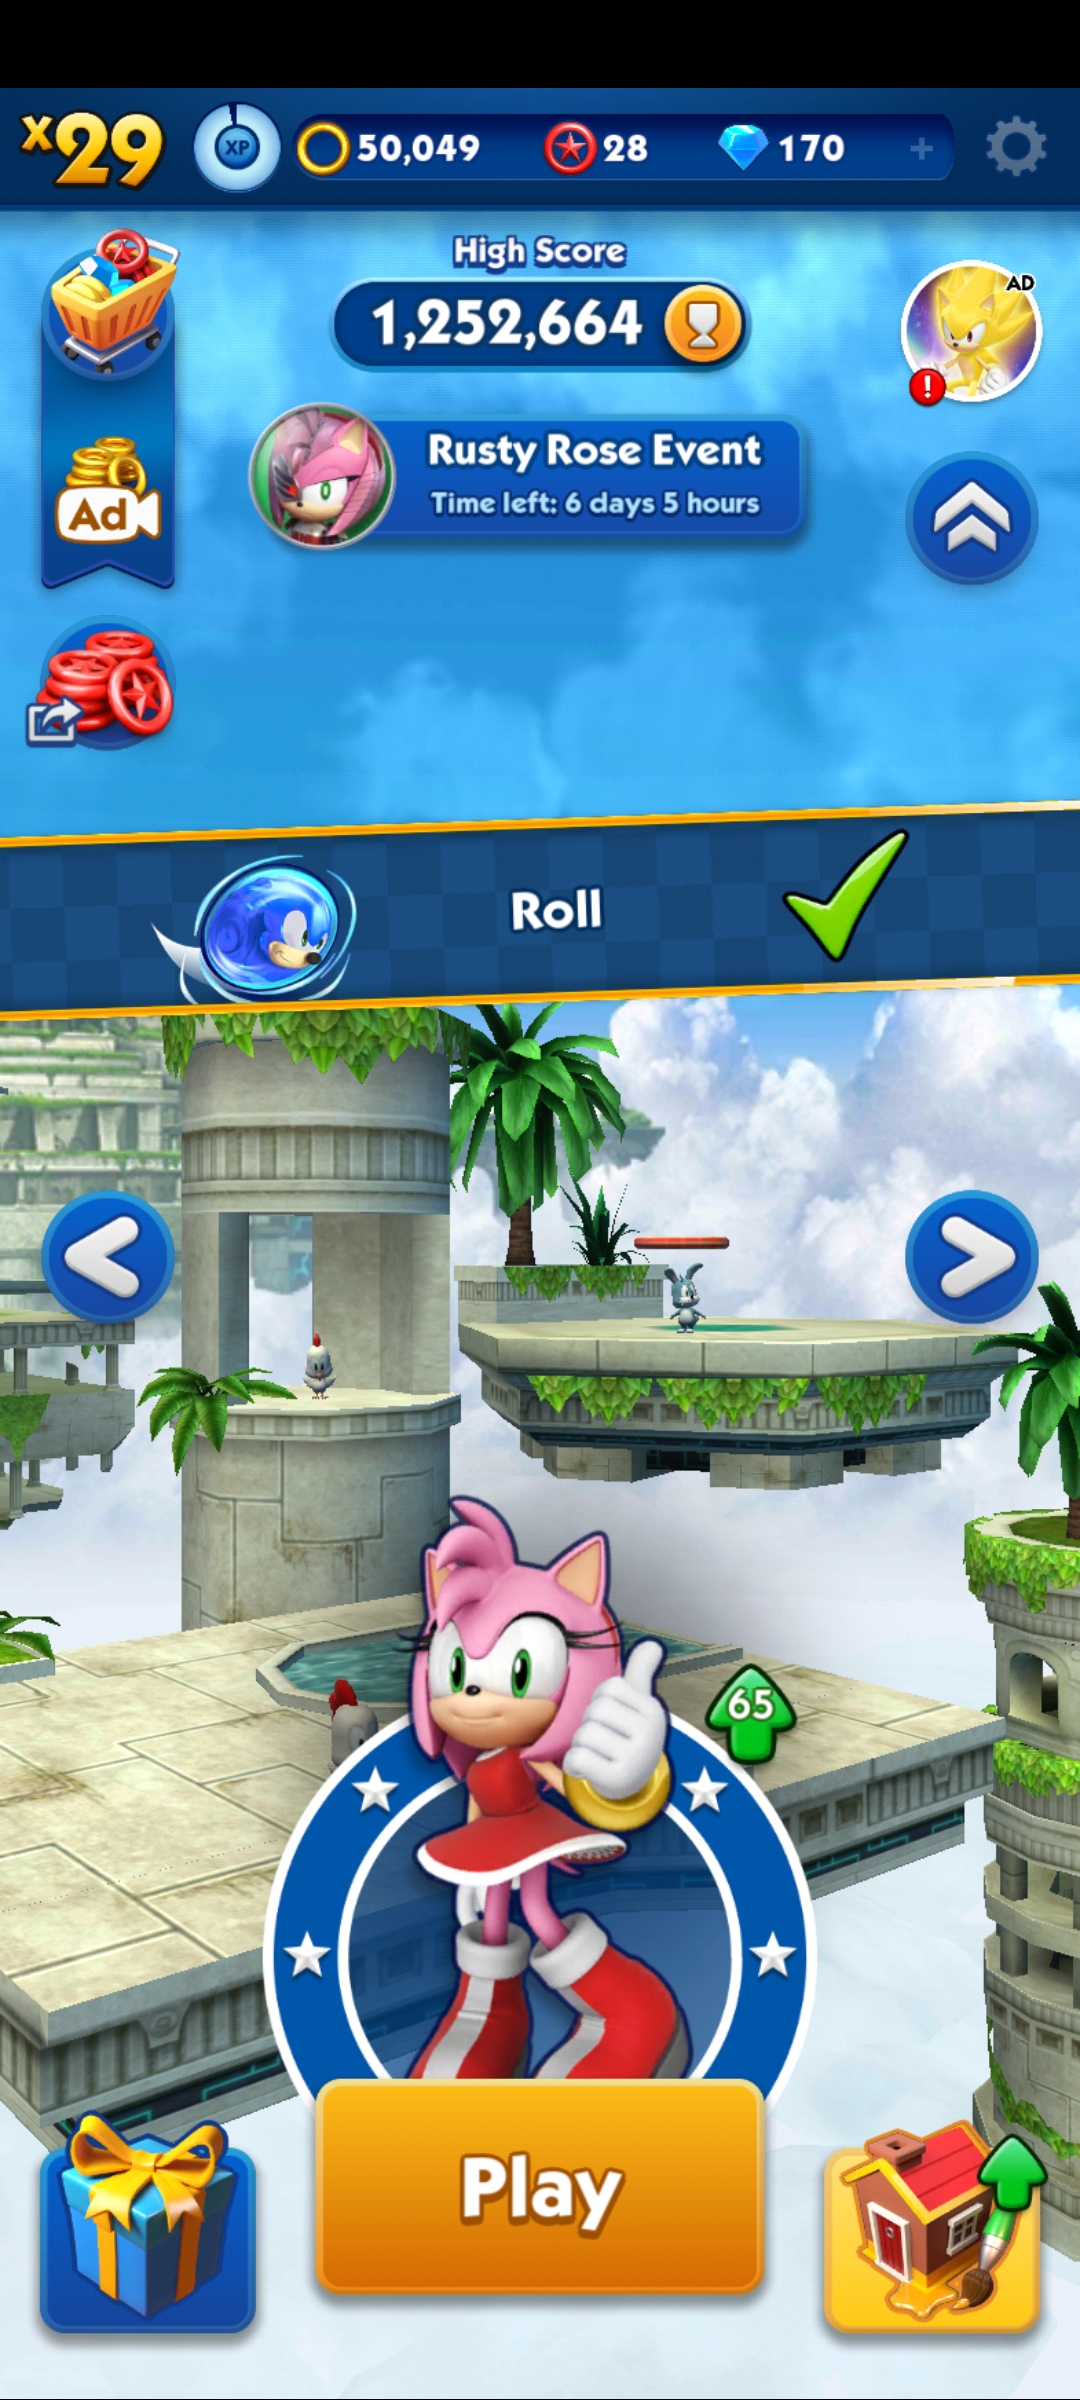 x29
XP
50,049
28
170
+
High Score
1,252,664
AD
!
Rusty Rose Event
Time left: 6 days 5 hours
Ad
Roll
65
Play